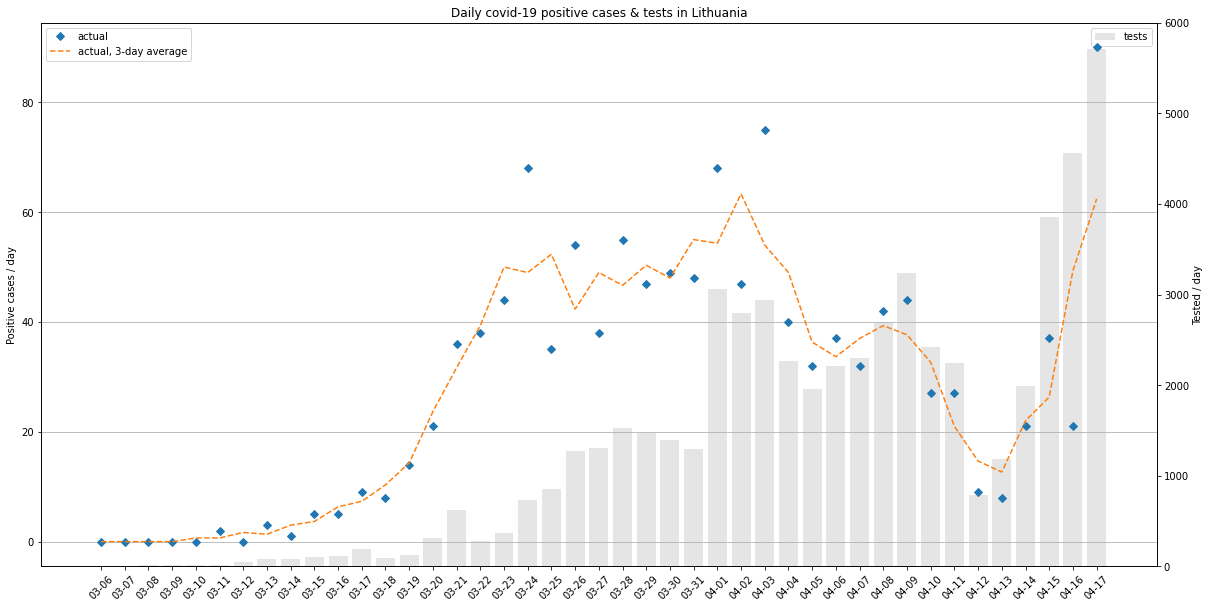 Daily covid-19 positive cases & tests in Lithuania
actual
actual, 3-day average
tests
Positive cases / day
80
60
40
20
0
6000
5000
4000
3000
2000
1000
0
Tested / day
03-06 03-07 03-08 03-09 03-10 03-11 03-12 03-13 03-14 03-15 03-16 03-17 03-18 03-19 03-20 03-21 03-22 03-23 03-24 03-25 03-26 03-27 03-28 03-29 03-30 03-31 04-01 04-02 04-03 04-04 04-05 04-06 04-07 04-08 04-09 04-10 04-11 04-12 04-13 04-14 04-15 04-16 04-17